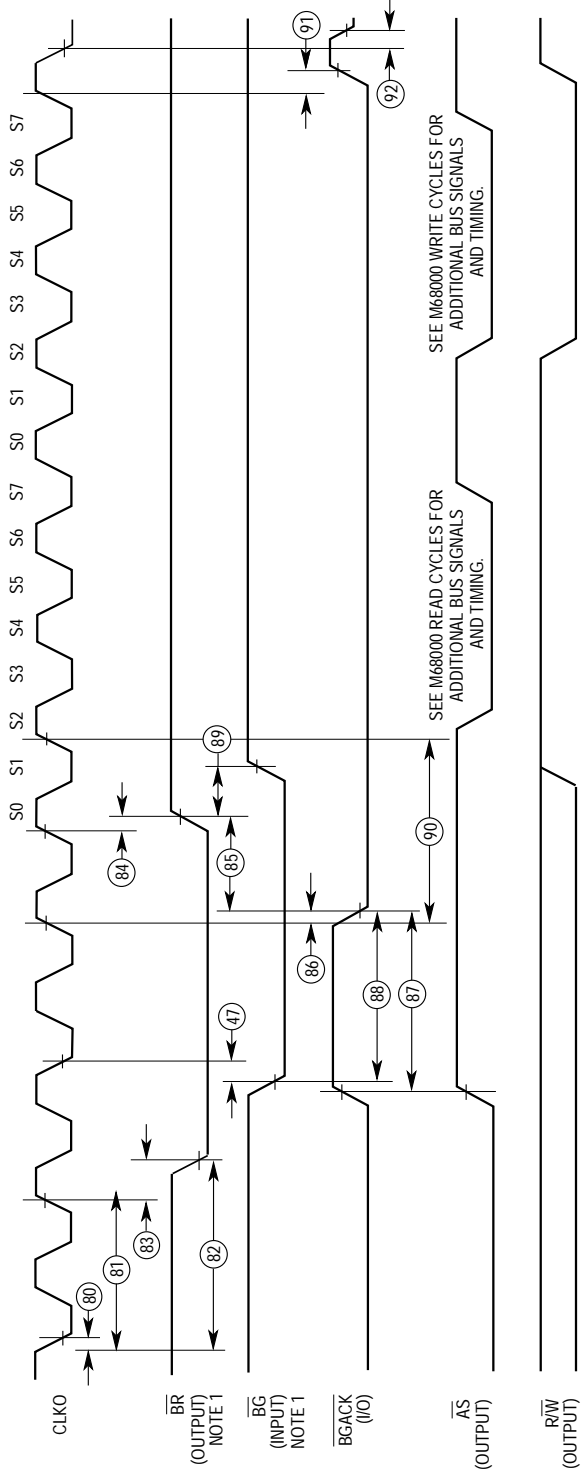 S0 S1 S2 S3 S4 S5 S6 S7 S0 S1 S2 S3 S4 S5 S6 S7
CLKO
80
81
83
82
BR
(OUTPUT)
NOTE 1
47
84
85
89
BG
(INPUT)
NOTE 1
86
88
87
90
BGACK
(I/O)
91
92
AS
(OUTPUT)
SEE M68000 READ CYCLES FOR
ADDITIONAL BUS SIGNALS
AND TIMING.
SEE M68000 WRITE CYCLES FOR
ADDITIONAL BUS SIGNALS
AND TIMING.
R/W
(OUTPUT)